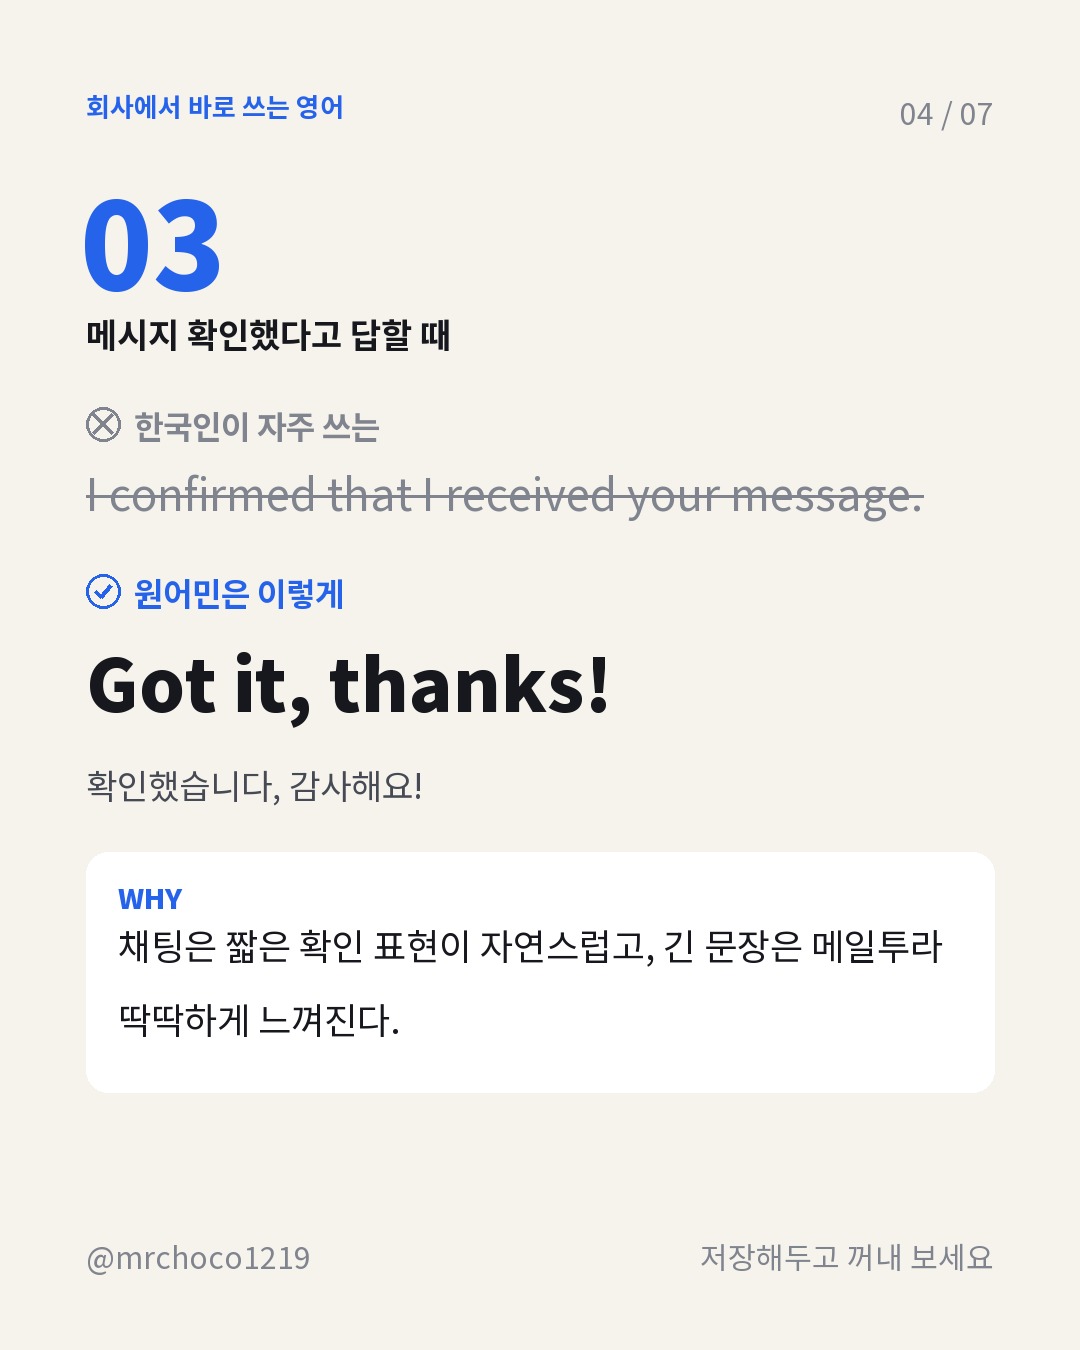 회사에서 바로 쓰는 영어
04 / 07
03
메시지 확인했다고 답할 때
한국인이 자주 쓰는
I confirmed that I received your message.
원어민은 이렇게
Got it, thanks!
확인했습니다, 감사해요!
WHY
채팅은 짧은 확인 표현이 자연스럽고, 긴 문장은 메일투라
딱딱하게 느껴진다.
@mrchoco1219
저장해두고 꺼내 보세요